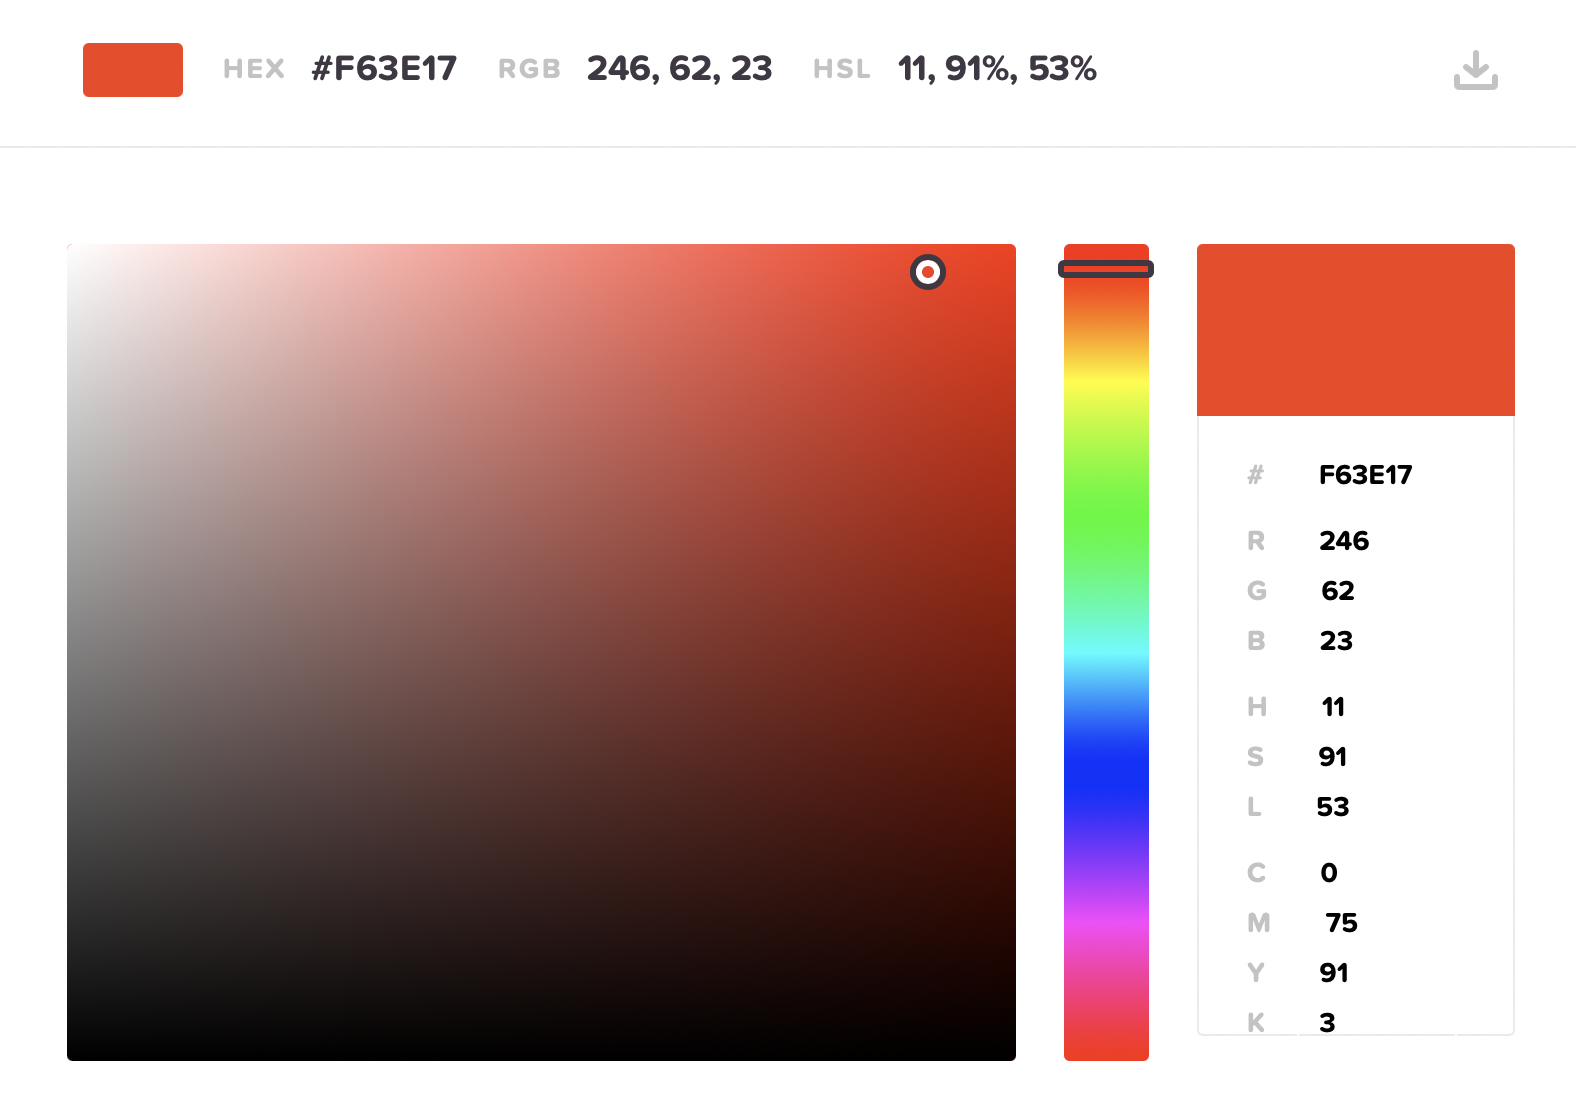 HEX #F63E17 RGB 246, 62, 23 HSL 11, 91%, 53%
# F63E17
R 246
G 62
B 23
H 11
S 91
L 53
C 0
M 75
Y 91
K 3